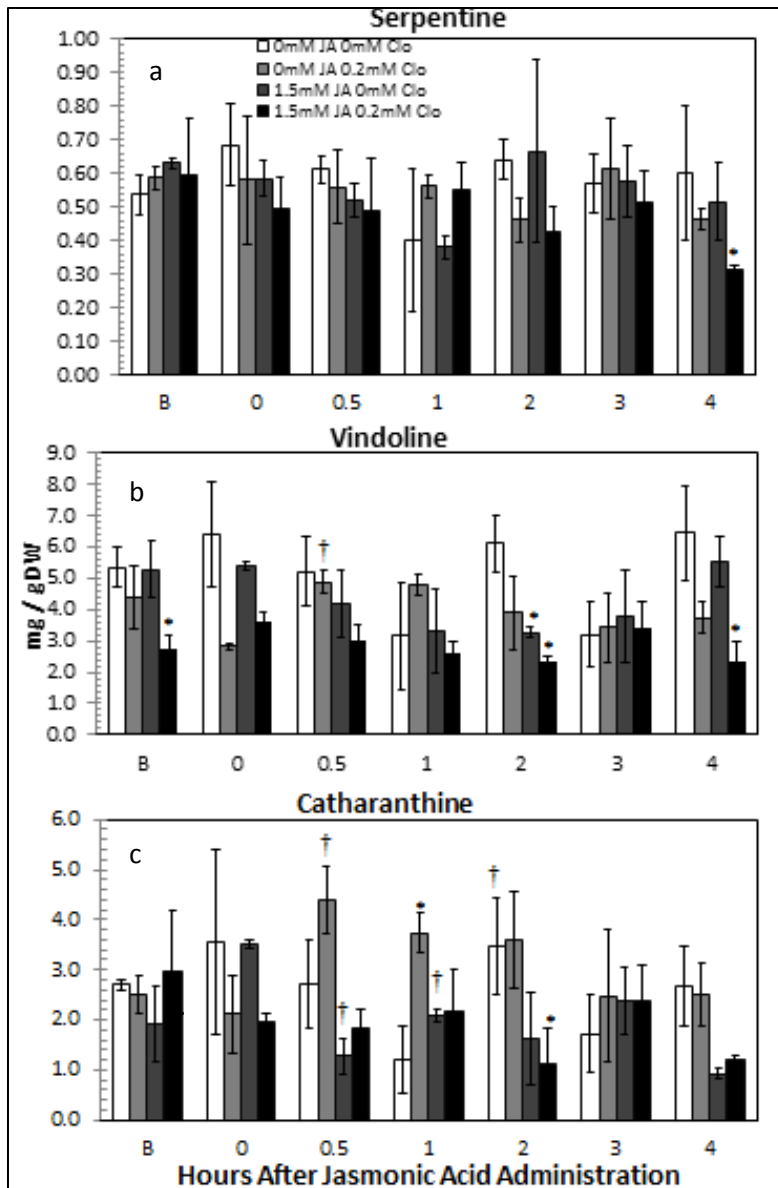 Serpentine
a
0mM JA 0mM Clo
0mM JA 0.2mM Clo
1.5mM JA 0mM Clo
1.5mM JA 0.2mM Clo
1.00
0.90
0.80
0.70
0.60
0.50
0.40
0.30
0.20
0.10
0.00
*
B 0 0.5 1 2 3 4
Vindoline
b
mg / gDW
9.0
8.0
7.0
6.0
5.0
4.0
3.0
2.0
1.0
0.0
* † * * *
B 0 0.5 1 2 3 4
Catharanthine
c
6.0
5.0
4.0
3.0
2.0
1.0
0.0
† † * † † *
B 0 0.5 1 2 3 4
Hours After Jasmonic Acid Administration